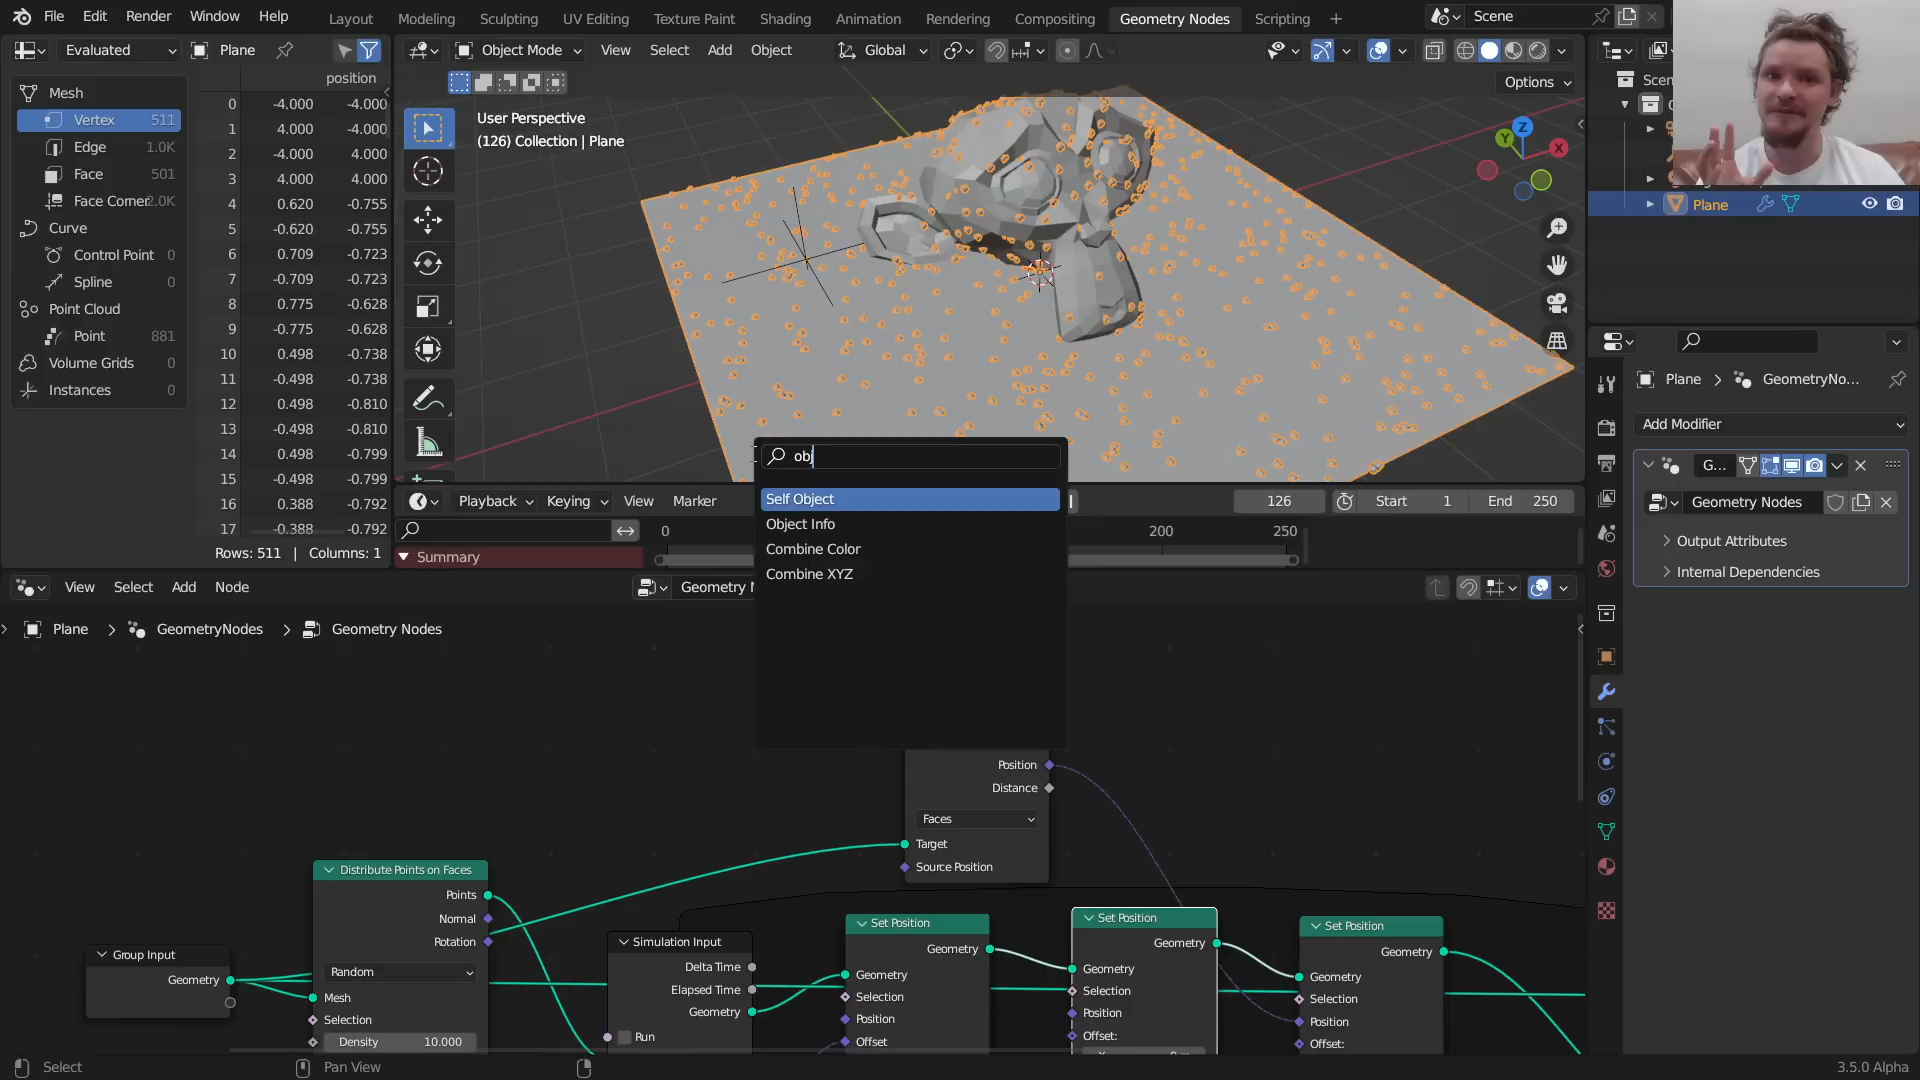 File Edit Render Window Help
Layout Modeling Sculpting UV Editing Texture Paint Shading Animation Rendering Compositing Geometry Nodes Scripting +
Scene
Evaluated Plane
Object Mode View Select Add Object Global
Options
position
Mesh
Vertex 511
Edge 1.0K
Face 501
Face Corner 2.0K
Curve
Control Point 0
Spline 0
Point Cloud
Point 881
Volume Grids 0
Instances 0
0 -4.000 -4.000
1 4.000 -4.000
2 -4.000 4.000
3 4.000 4.000
4 0.620 -0.755
5 -0.620 -0.755
6 0.709 -0.723
7 -0.709 -0.723
8 0.775 -0.628
9 -0.775 -0.628
10 0.498 -0.738
11 -0.498 -0.738
12 0.498 -0.810
13 -0.498 -0.810
14 0.498 -0.799
15 -0.498 -0.799
16 0.388 -0.792
17 -0.388 -0.792
Rows: 511 | Columns: 1
User Perspective
(126) Collection | Plane
Z
Y
X
Scen
Plane
Plane > GeometryNo...
Add Modifier
G...
Geometry Nodes
> Output Attributes
> Internal Dependencies
Playback Keying View Marker
126 Start 1 End 250
0 200 250
Summary
obj
Self Object
Object Info
Combine Color
Combine XYZ
View Select Add Node
Geometry N
Plane > GeometryNodes > Geometry Nodes
Position
Distance
Faces
Target
Source Position
Group Input
Geometry
Distribute Points on Faces
Points
Normal
Rotation
Random
Mesh
Selection
Density 10.000
Simulation Input
Delta Time
Elapsed Time
Geometry
Run
Set Position
Geometry
Geometry
Selection
Position
Offset
Set Position
Geometry
Geometry
Selection
Position
Offset:
Set Position
Geometry
Geometry
Selection
Position
Offset:
Select Pan View
3.5.0 Alpha